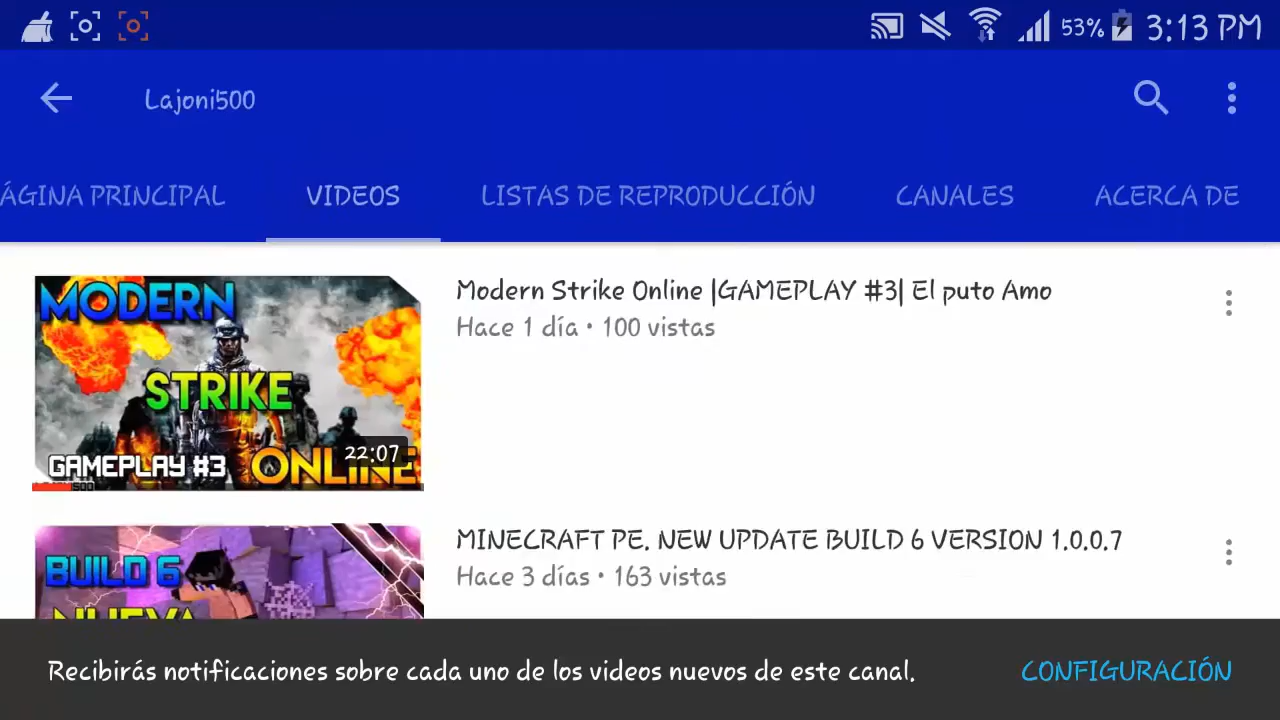 53% 3:13 PM
Lajoni500
ÁGINA PRINCIPAL VIDEOS LISTAS DE REPRODUCCIÓN CANALES ACERCA DE
MODERN
STRIKE
GAMEPLAY #3 ONLINE
22:07
500
Modern Strike Online |GAMEPLAY #3| El puto Amo
Hace 1 día • 100 vistas
BUILD 6
NUEVA
MINECRAFT PE. NEW UPDATE BUILD 6 VERSION 1.0.0.7
Hace 3 días • 163 vistas
Recibirás notificaciones sobre cada uno de los videos nuevos de este canal. CONFIGURACIÓN